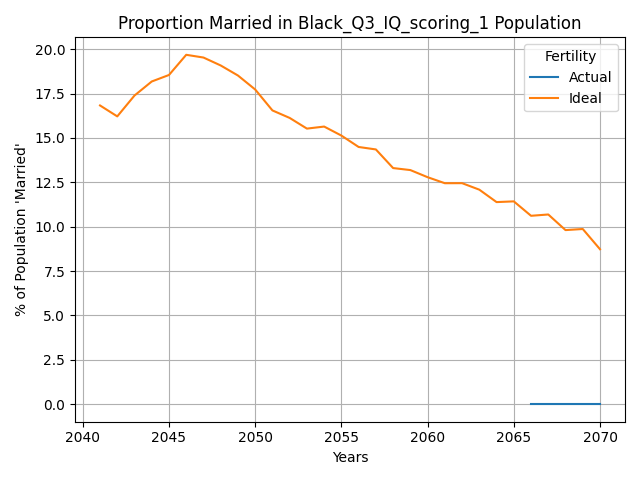 Proportion Married in Black_Q3_IQ_scoring_1 Population
Fertility
Actual
Ideal
% of Population 'Married'
20.0
17.5
15.0
12.5
10.0
7.5
5.0
2.5
0.0
2040 2045 2050 2055 2060 2065 2070
Years